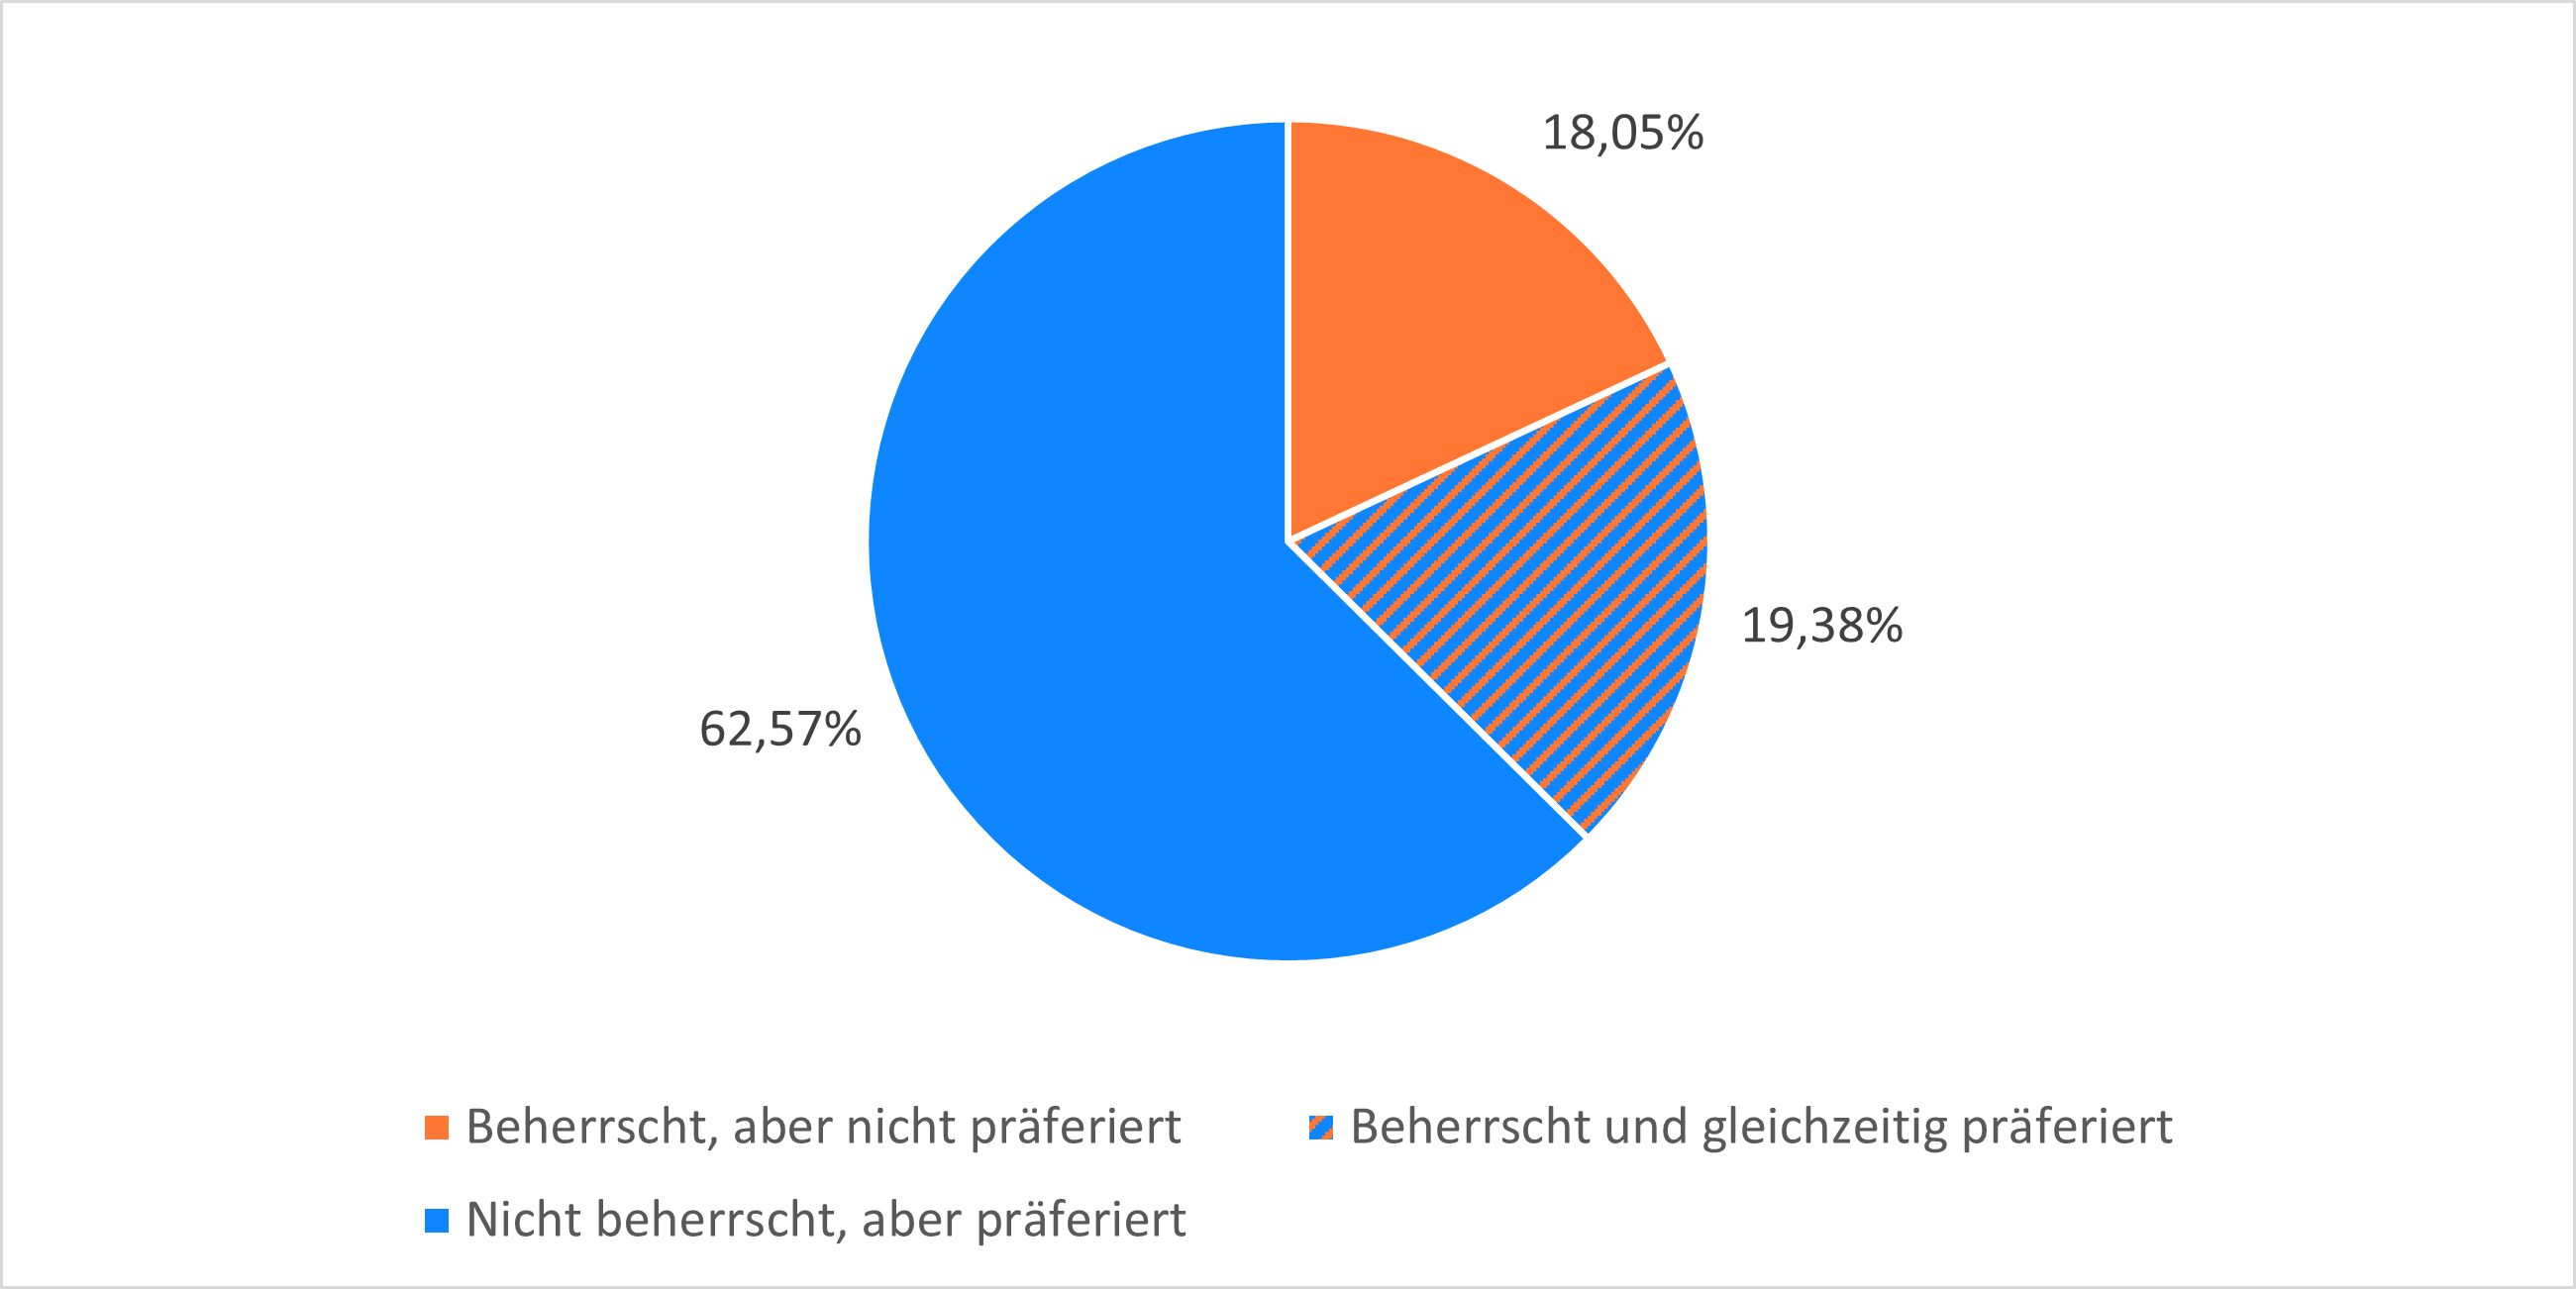 18,05%
19,38%
62,57%
Beherrscht, aber nicht präferiert
Beherrscht und gleichzeitig präferiert
Nicht beherrscht, aber präferiert